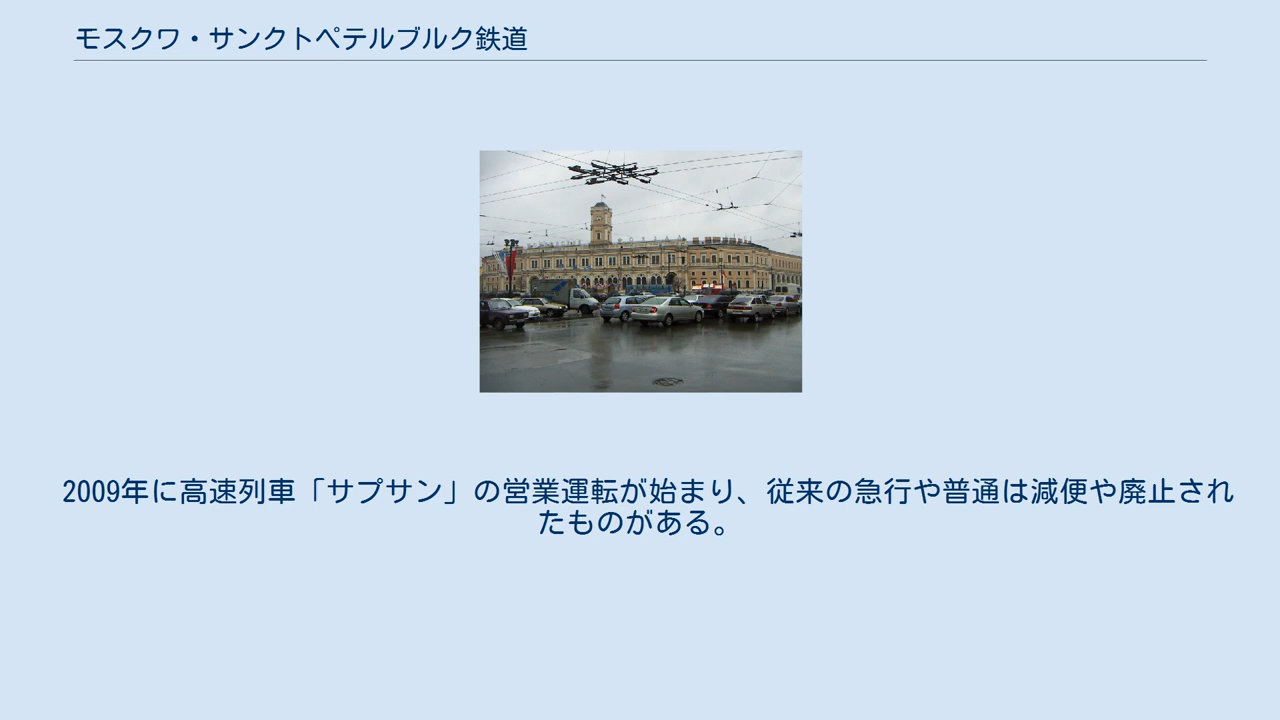 モスクワ・サンクトペテルブルク鉄道
2009年に高速列車「サプサン」の営業運転が始まり、従来の急行や普通は減便や廃止され
たものがある。